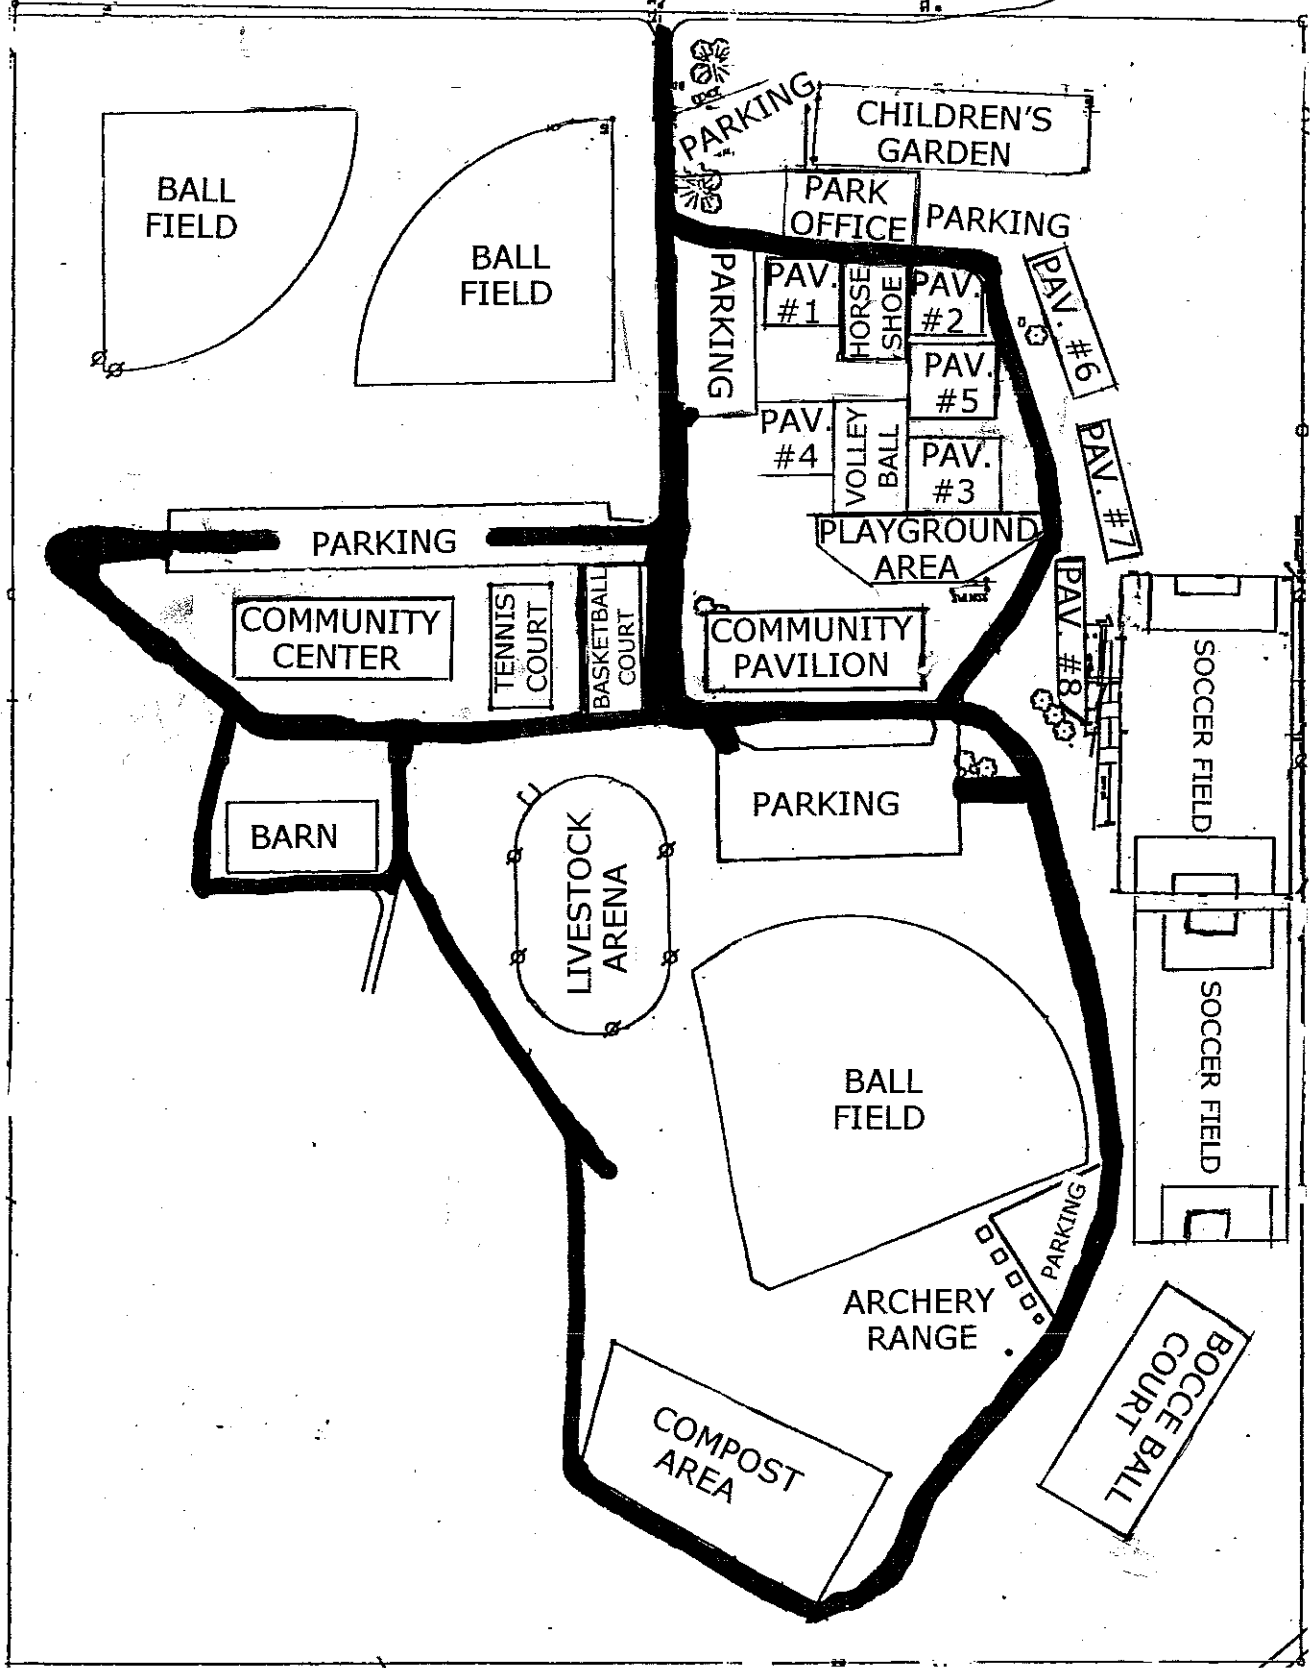 PARKING
CHILDREN'S
GARDEN
BALL
FIELD
PARK
OFFICE
PARKING
BALL
FIELD
PARKING
PAV.
#1
HORSE
SHOE
PAV.
#2
PAV. #6
PAV.
#5
PAV.
#4
VOLLEY
BALL
PAV.
#3
PAV. #7
PARKING
PLAYGROUND
AREA
PAV. #8
COMMUNITY
CENTER
TENNIS
COURT
BASKETBALL
COURT
COMMUNITY
PAVILION
SOCCER FIELD
BARN
LIVESTOCK
ARENA
PARKING
SOCCER FIELD
BALL
FIELD
PARKING
ARCHERY
RANGE
BOCCE BALL
COURT
COMPOST
AREA